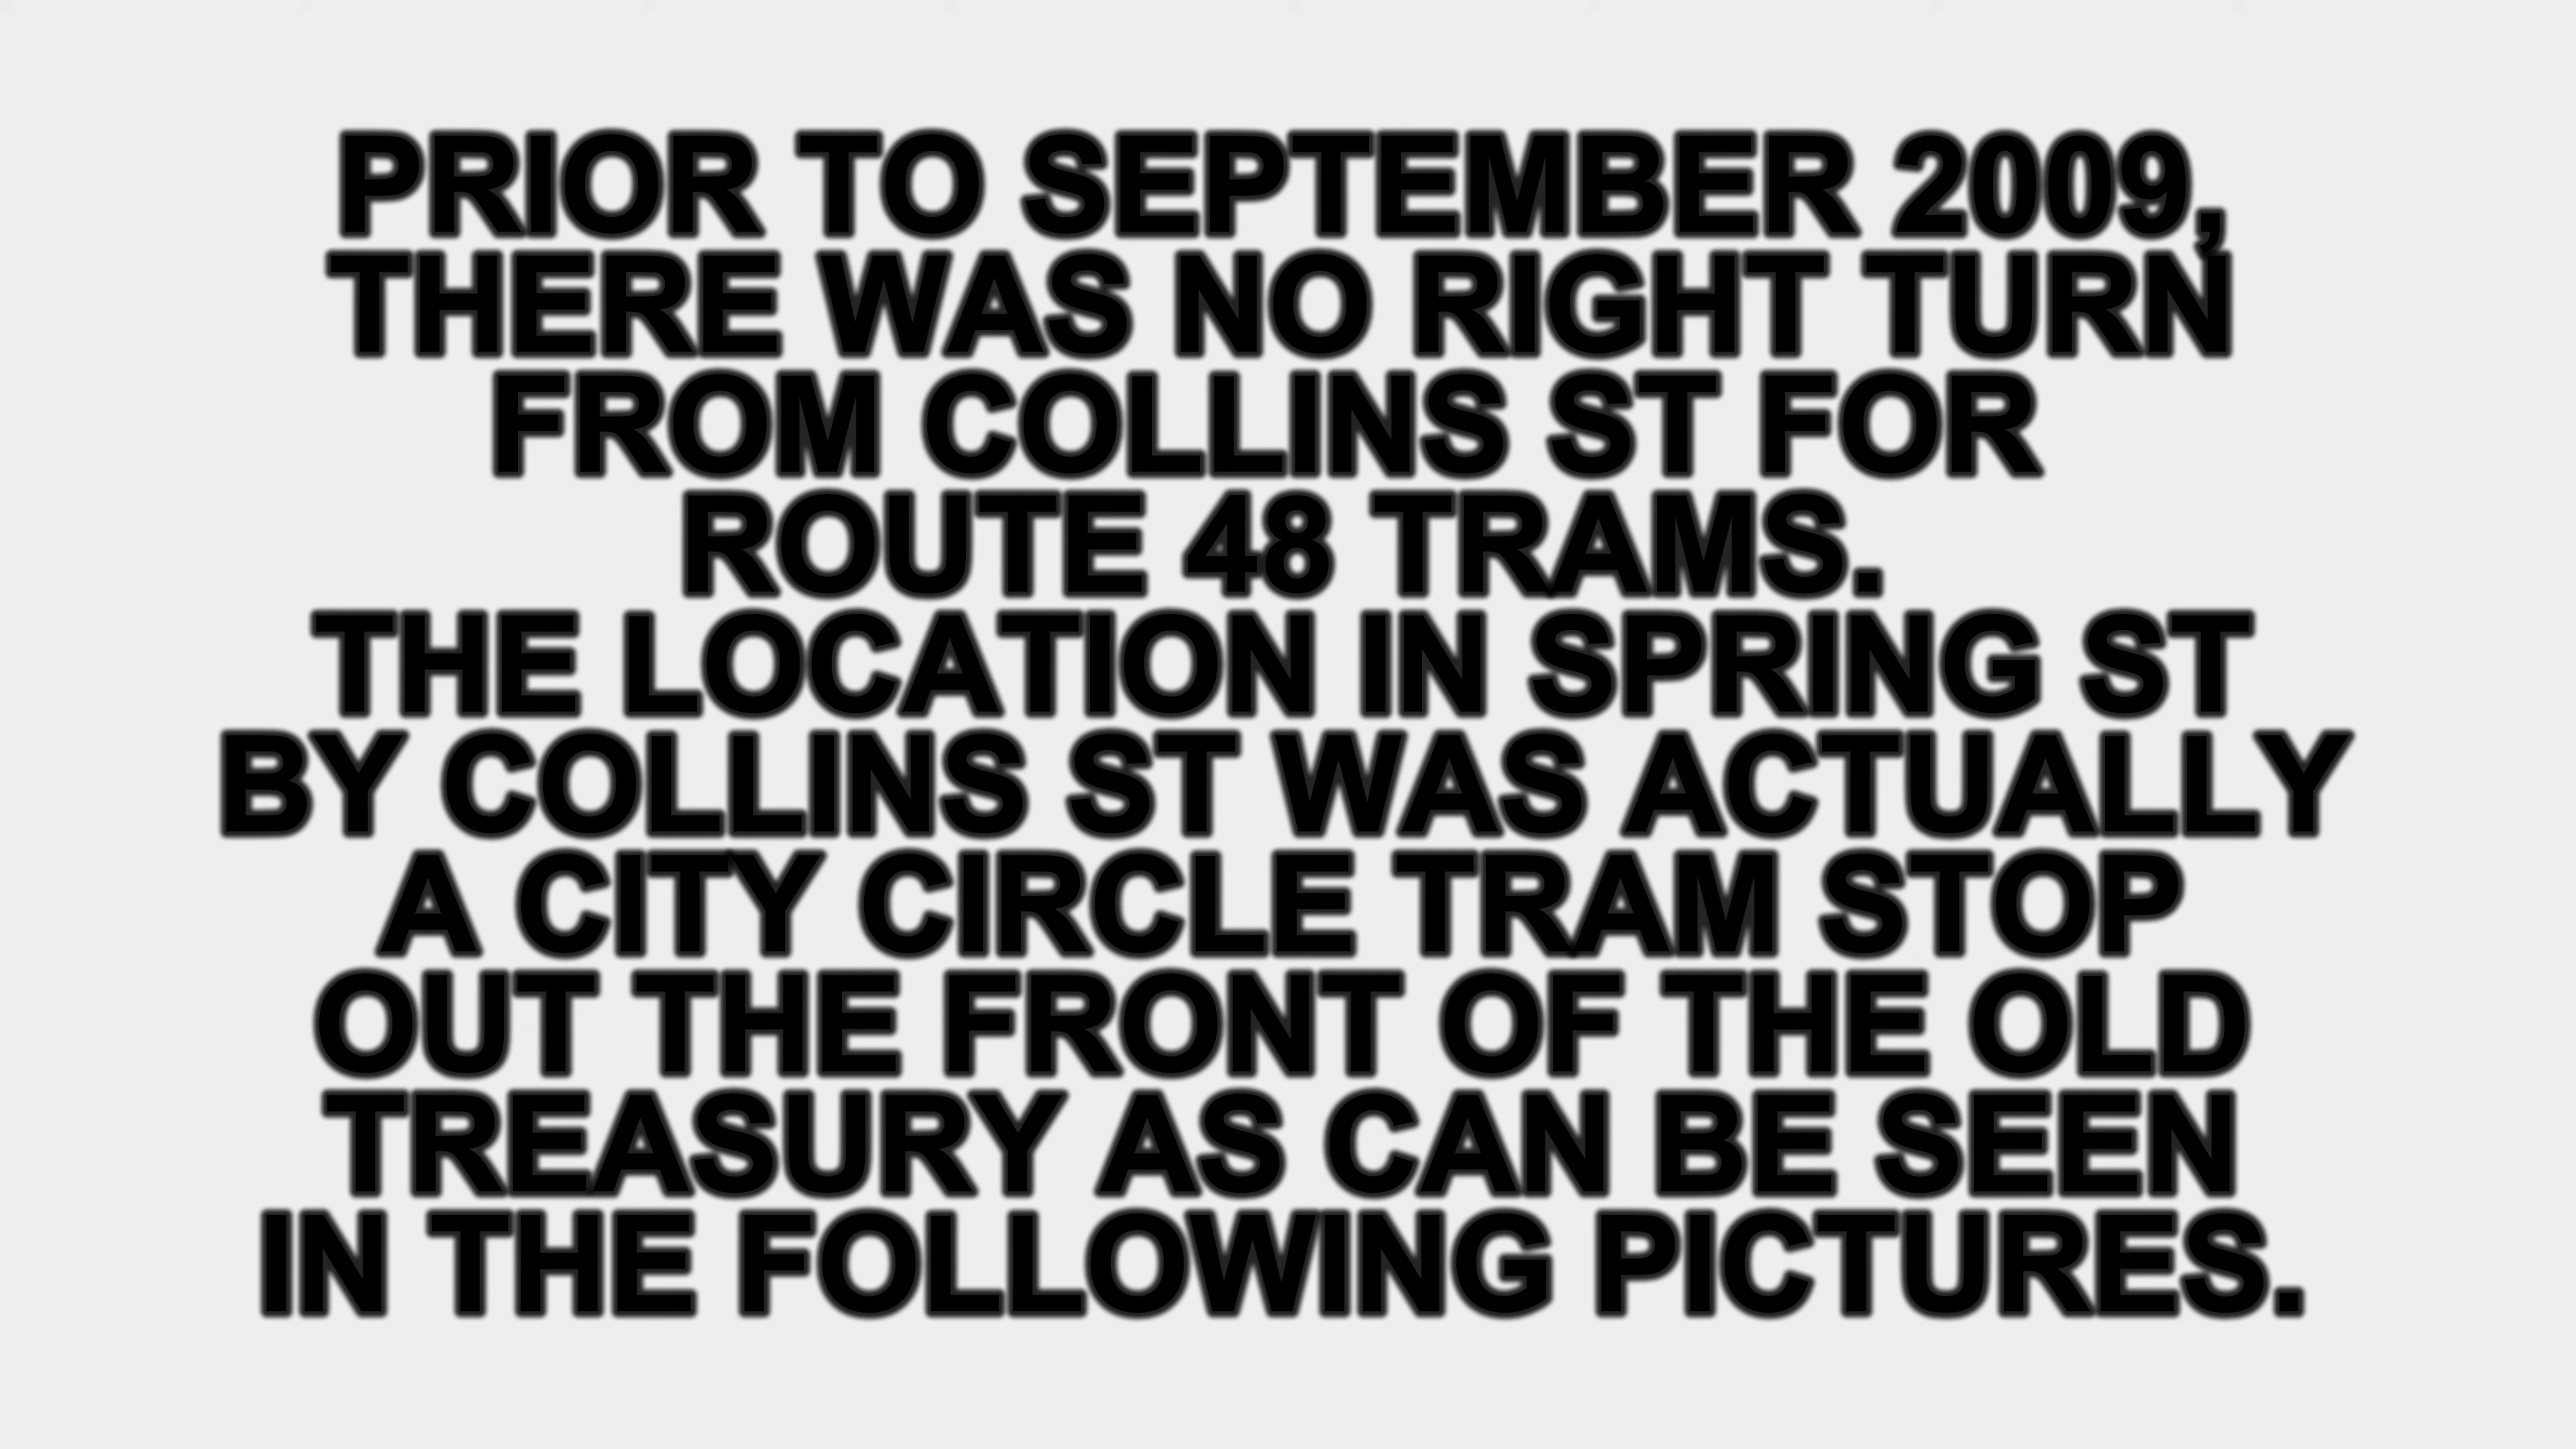 PRIOR TO SEPTEMBER 2009,
THERE WAS NO RIGHT TURN
FROM COLLINS ST FOR
ROUTE 48 TRAMS.
THE LOCATION IN SPRING ST
BY COLLINS ST WAS ACTUALLY
A CITY CIRCLE TRAM STOP
OUT THE FRONT OF THE OLD
TREASURY AS CAN BE SEEN
IN THE FOLLOWING PICTURES.